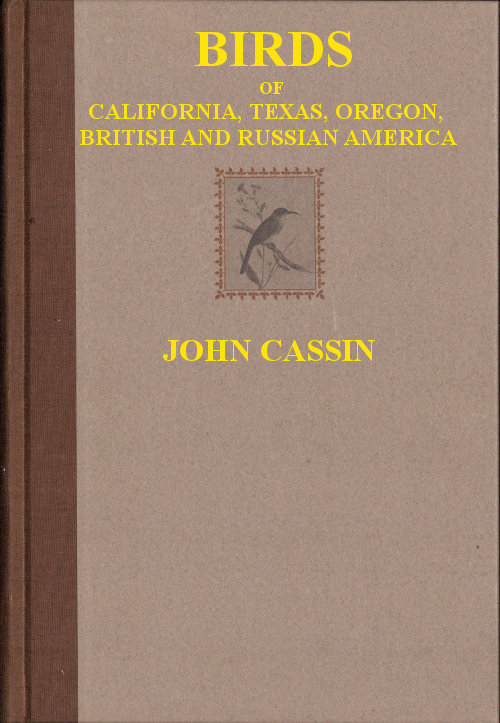 BIRDS
OF
CALIFORNIA, TEXAS, OREGON,
BRITISH AND RUSSIAN AMERICA
JOHN CASSIN